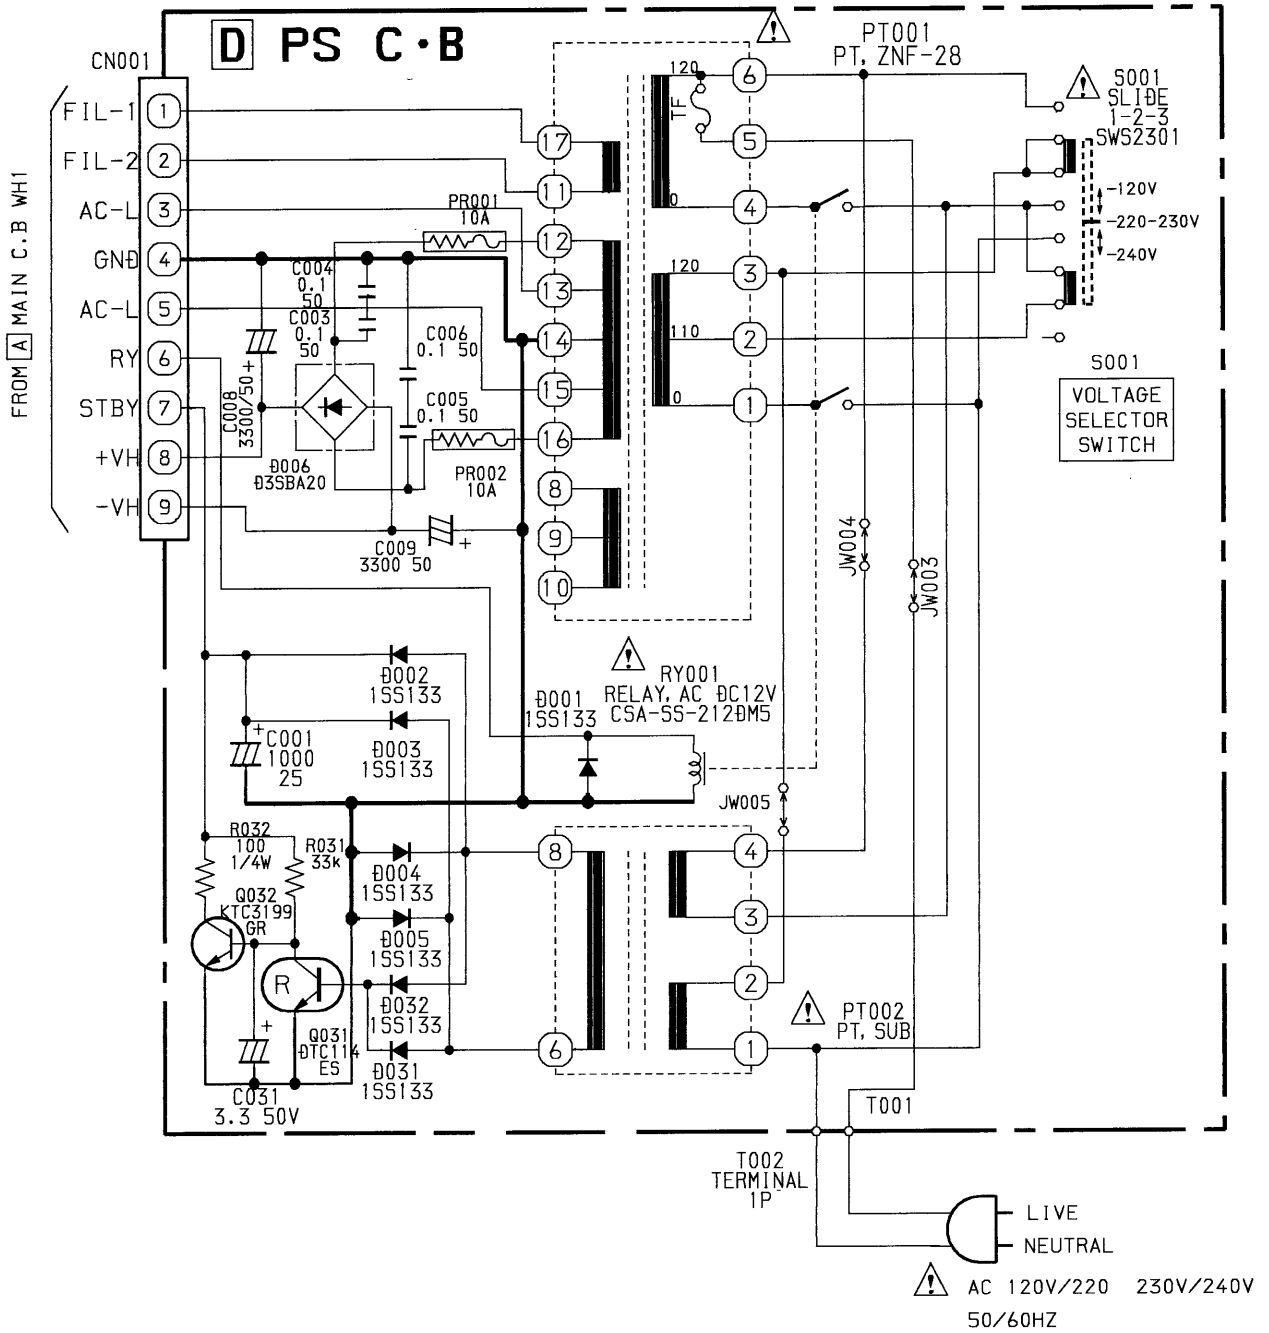 D PS C·B
CN001
FROM A MAIN C.B WH1
FIL-1
1
FIL-2
2
AC-L
3
GND
4
AC-L
5
RY
6
STBY
7
+VH
8
-VH
9
PT001
PT, ZNF-28
120
TF
0
120
110
0
6
5
4
3
2
1
17
11
12
13
14
15
16
8
9
10
S001
SLIDE
1-2-3
SWS2301
-120V
-220-230V
-240V
S001
VOLTAGE
SELECTOR
SWITCH
PR001
10A
C004
0.1
50
C003
0.1
50
C006
0.1 50
C005
0.1 50
C008
3300/50
+
D006
D3SBA20
PR002
10A
C009
3300 50
+
JW004
JW003
RY001
RELAY, AC DC12V
CSA-SS-212DM5
D001
1SS133
D002
1SS133
D003
1SS133
+
C001
1000
25
JW005
R032
100
1/4W
R031
33k
D004
1SS133
D005
1SS133
Q032
KTC3199
GR
R
D032
1SS133
Q031
DTC114
ES
D031
1SS133
+
C031
3.3 50V
8
6
4
3
2
1
PT002
PT, SUB
T001
T002
TERMINAL
1P
LIVE
NEUTRAL
AC 120V/220 230V/240V
50/60HZ